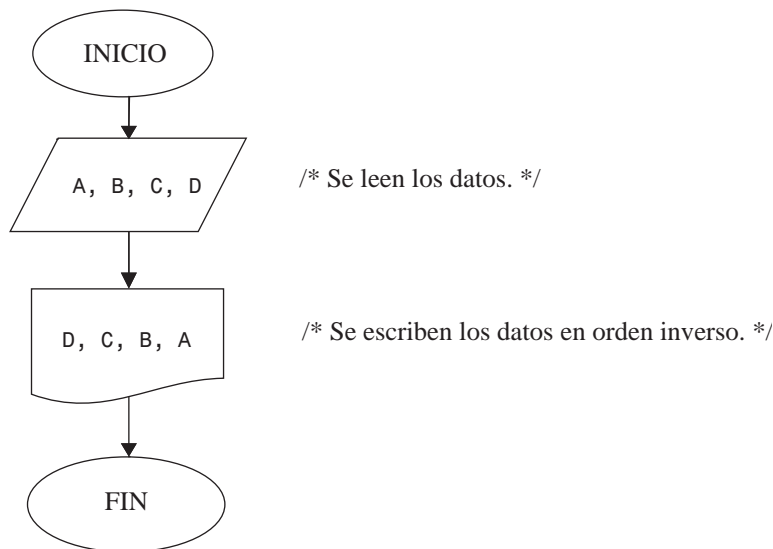 INICIO
A, B, C, D
/* Se leen los datos. */
D, C, B, A
/* Se escriben los datos en orden inverso. */
FIN